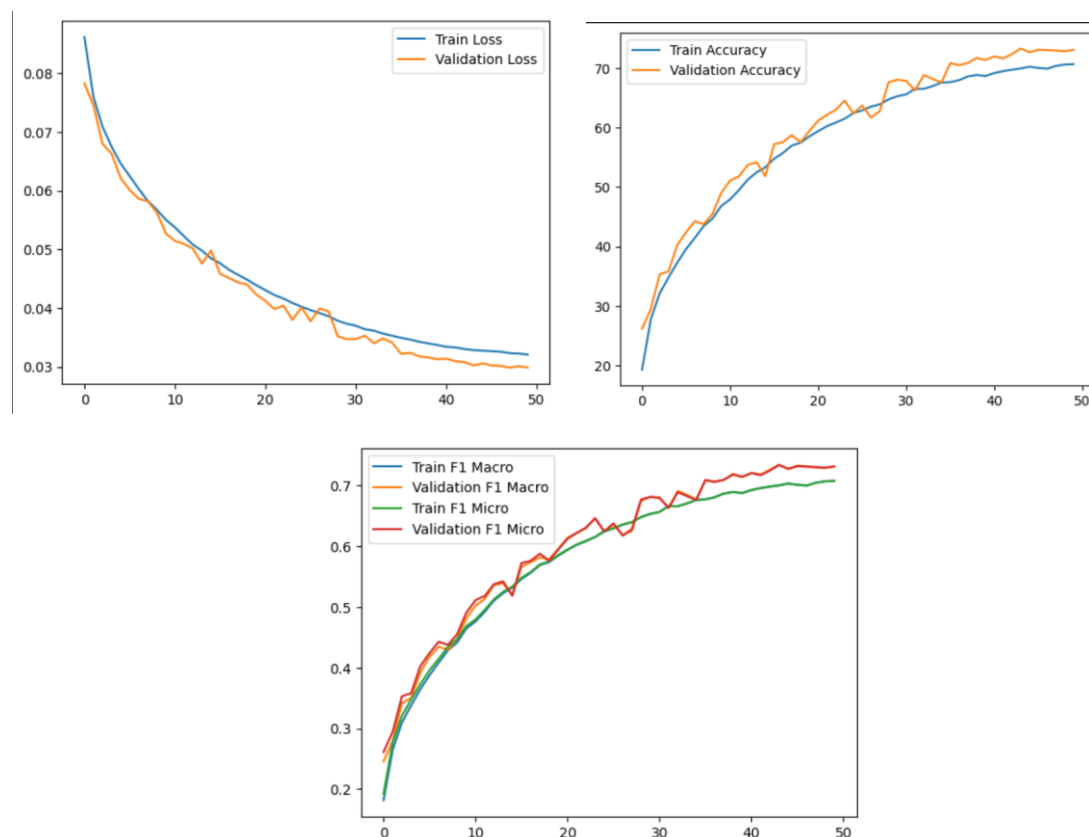 Train Loss
Validation Loss
0.08
0.07
0.06
0.05
0.04
0.03
0 10 20 30 40 50
Train Accuracy
Validation Accuracy
70
60
50
40
30
20
0 10 20 30 40 50
Train F1 Macro
Validation F1 Macro
Train F1 Micro
Validation F1 Micro
0.7
0.6
0.5
0.4
0.3
0.2
0 10 20 30 40 50